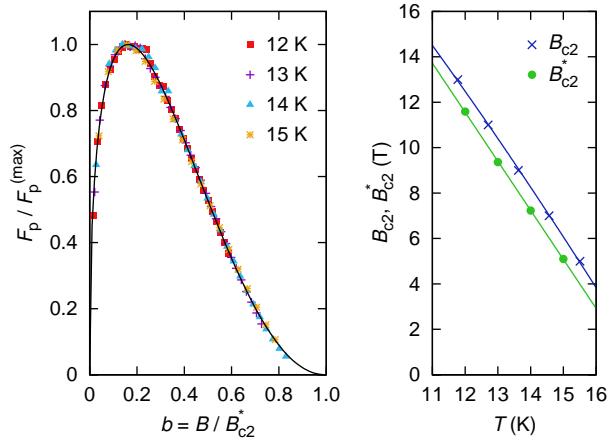 1.0
0.8
0.6
0.4
0.2
0
0 0.2 0.4 0.6 0.8 1.0
F_p / F_p^(max)
b = B / B*_c2
12 K
13 K
14 K
15 K
16
14
12
10
8
6
4
2
0
11 12 13 14 15 16
B_c2, B*_c2 (T)
T (K)
B_c2
B*_c2